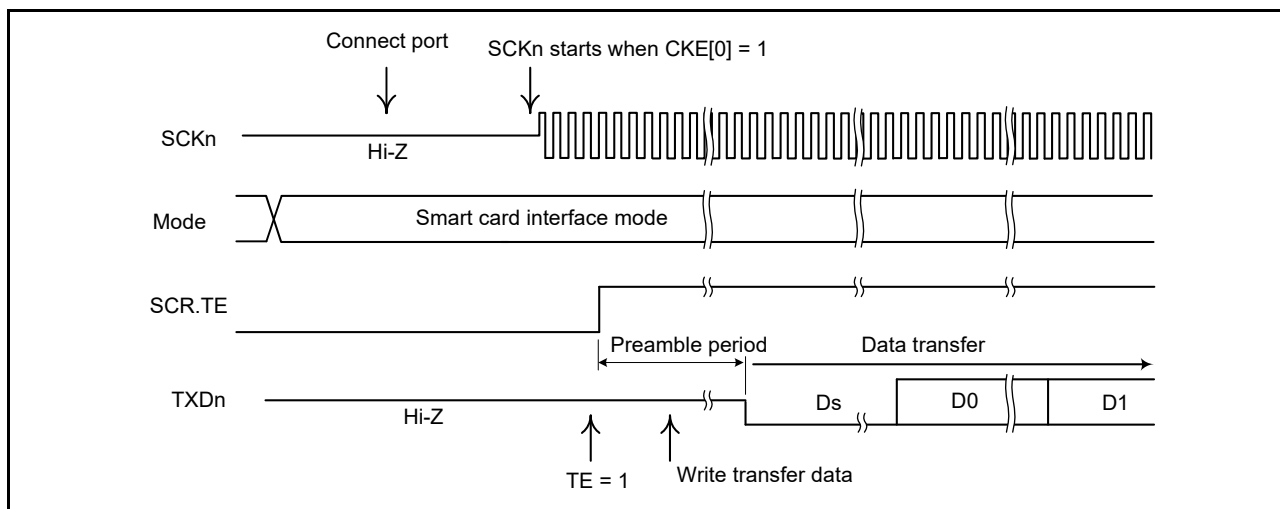 Connect port
SCKn starts when CKE[0] = 1
SCKn
Hi-Z
Mode
Smart card interface mode
SCR.TE
Preamble period
Data transfer
TXDn
Hi-Z
Ds
D0
D1
TE = 1
Write transfer data